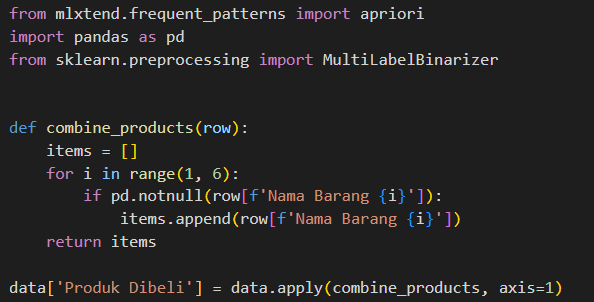 from mlxtend.frequent_patterns import apriori
import pandas as pd
from sklearn.preprocessing import MultiLabelBinarizer
def combine_products(row):
    items = []
    for i in range(1, 6):
        if pd.notnull(row[f'Nama Barang {i}']):
            items.append(row[f'Nama Barang {i}'])
    return items
data['Produk Dibeli'] = data.apply(combine_products, axis=1)